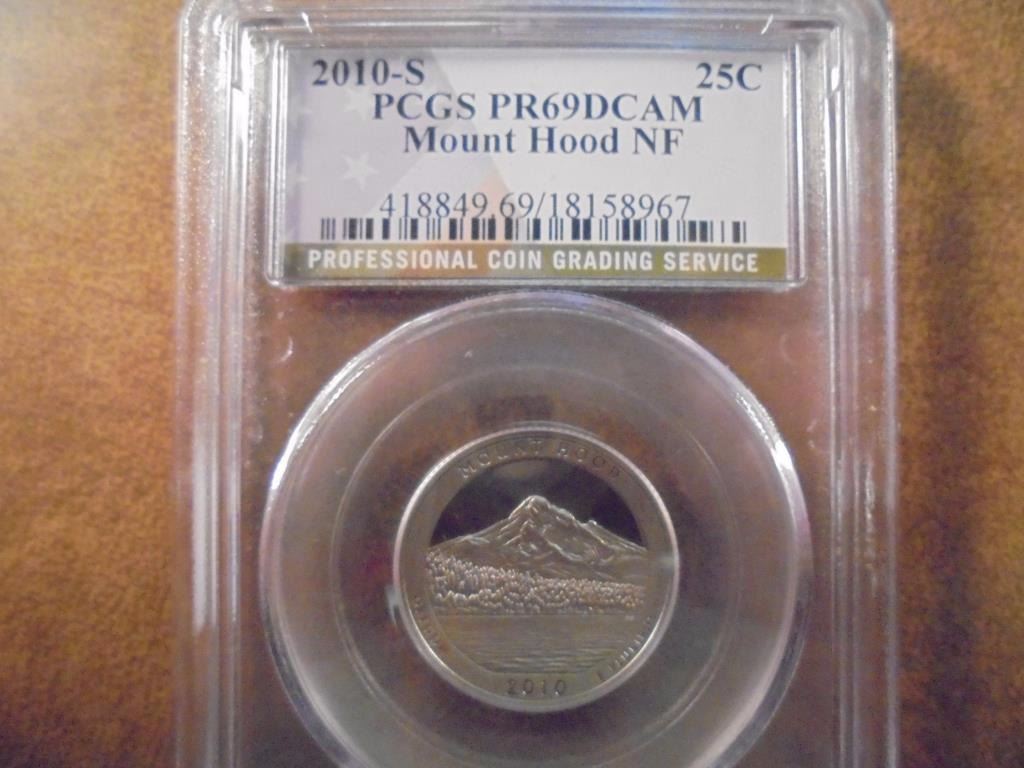 2010-S 25C
PCGS PR69DCAM
Mount Hood NF
418849.69/18158967
PROFESSIONAL COIN GRADING SERVICE
MOUNT HOOD
2010